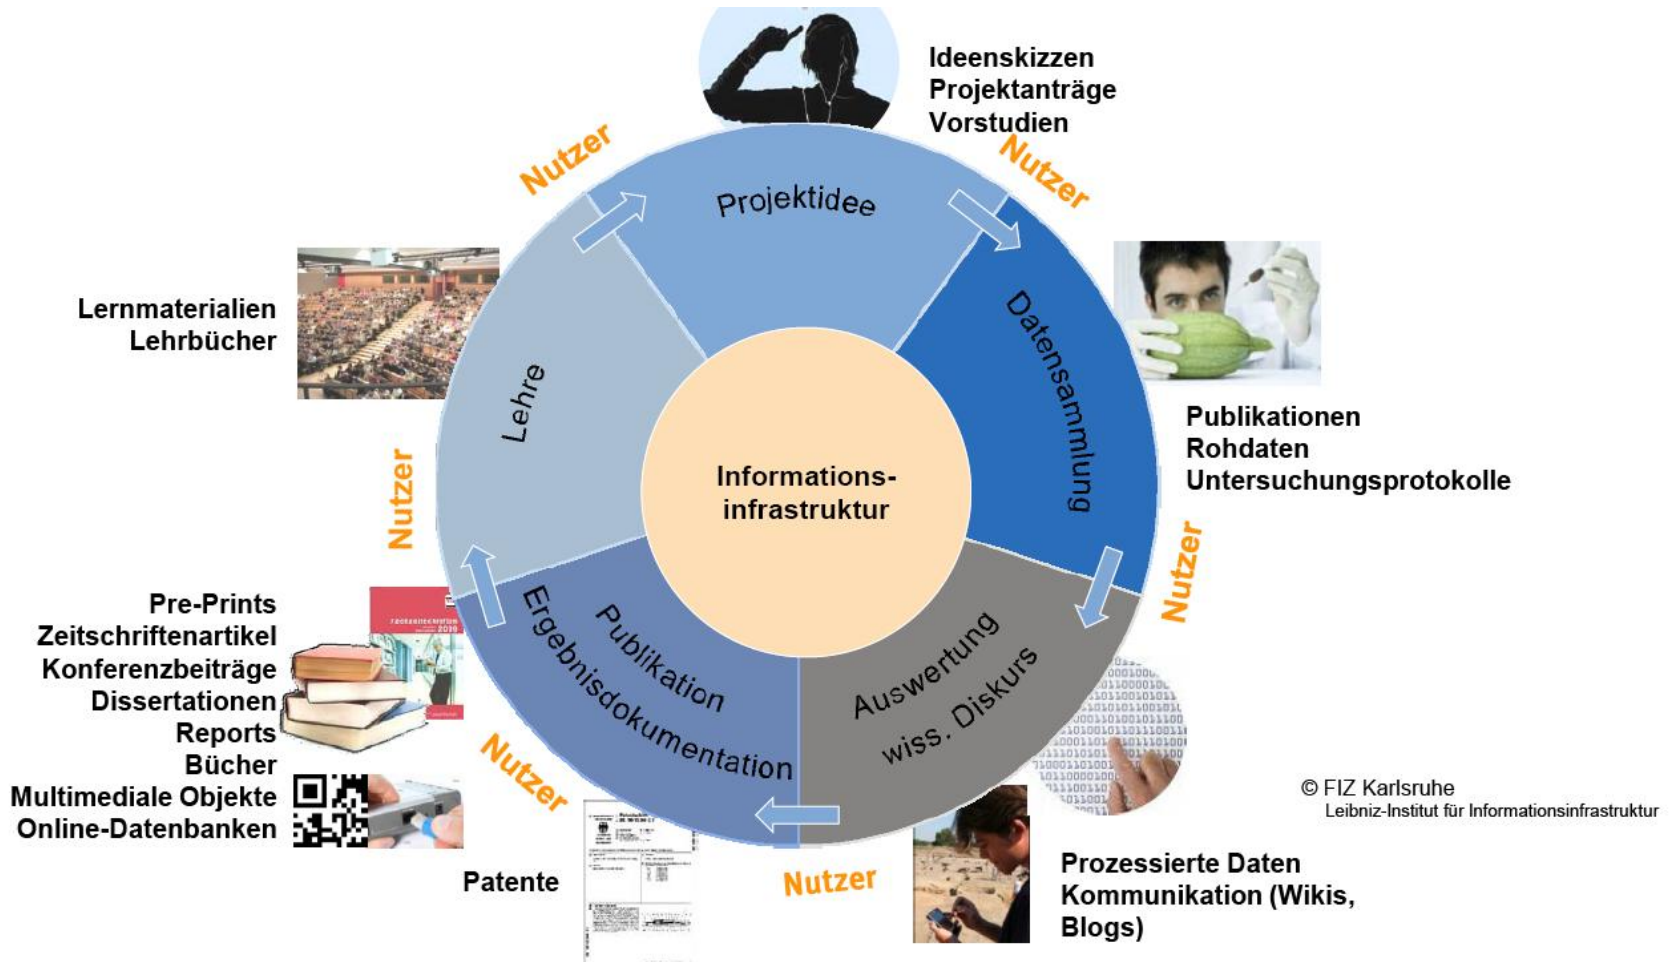 Ideenskizzen
Projektanträge
Vorstudien
Nutzer
Nutzer
Projektidee
Datensammlung
Lernmaterialien
Lehrbücher
Lehre
Publikationen
Rohdaten
Untersuchungsprotokolle
Informations-
infrastruktur
Nutzer
Nutzer
Pre-Prints
Zeitschriftenartikel
Konferenzbeiträge
Dissertationen
Reports
Bücher
Multimediale Objekte
Online-Datenbanken
Publikation
Ergebnisdokumentation
Auswertung
wiss. Diskurs
Nutzer
Nutzer
Patente
© FIZ Karlsruhe
Leibniz-Institut für Informationsinfrastruktur
Prozessierte Daten
Kommunikation (Wikis,
Blogs)